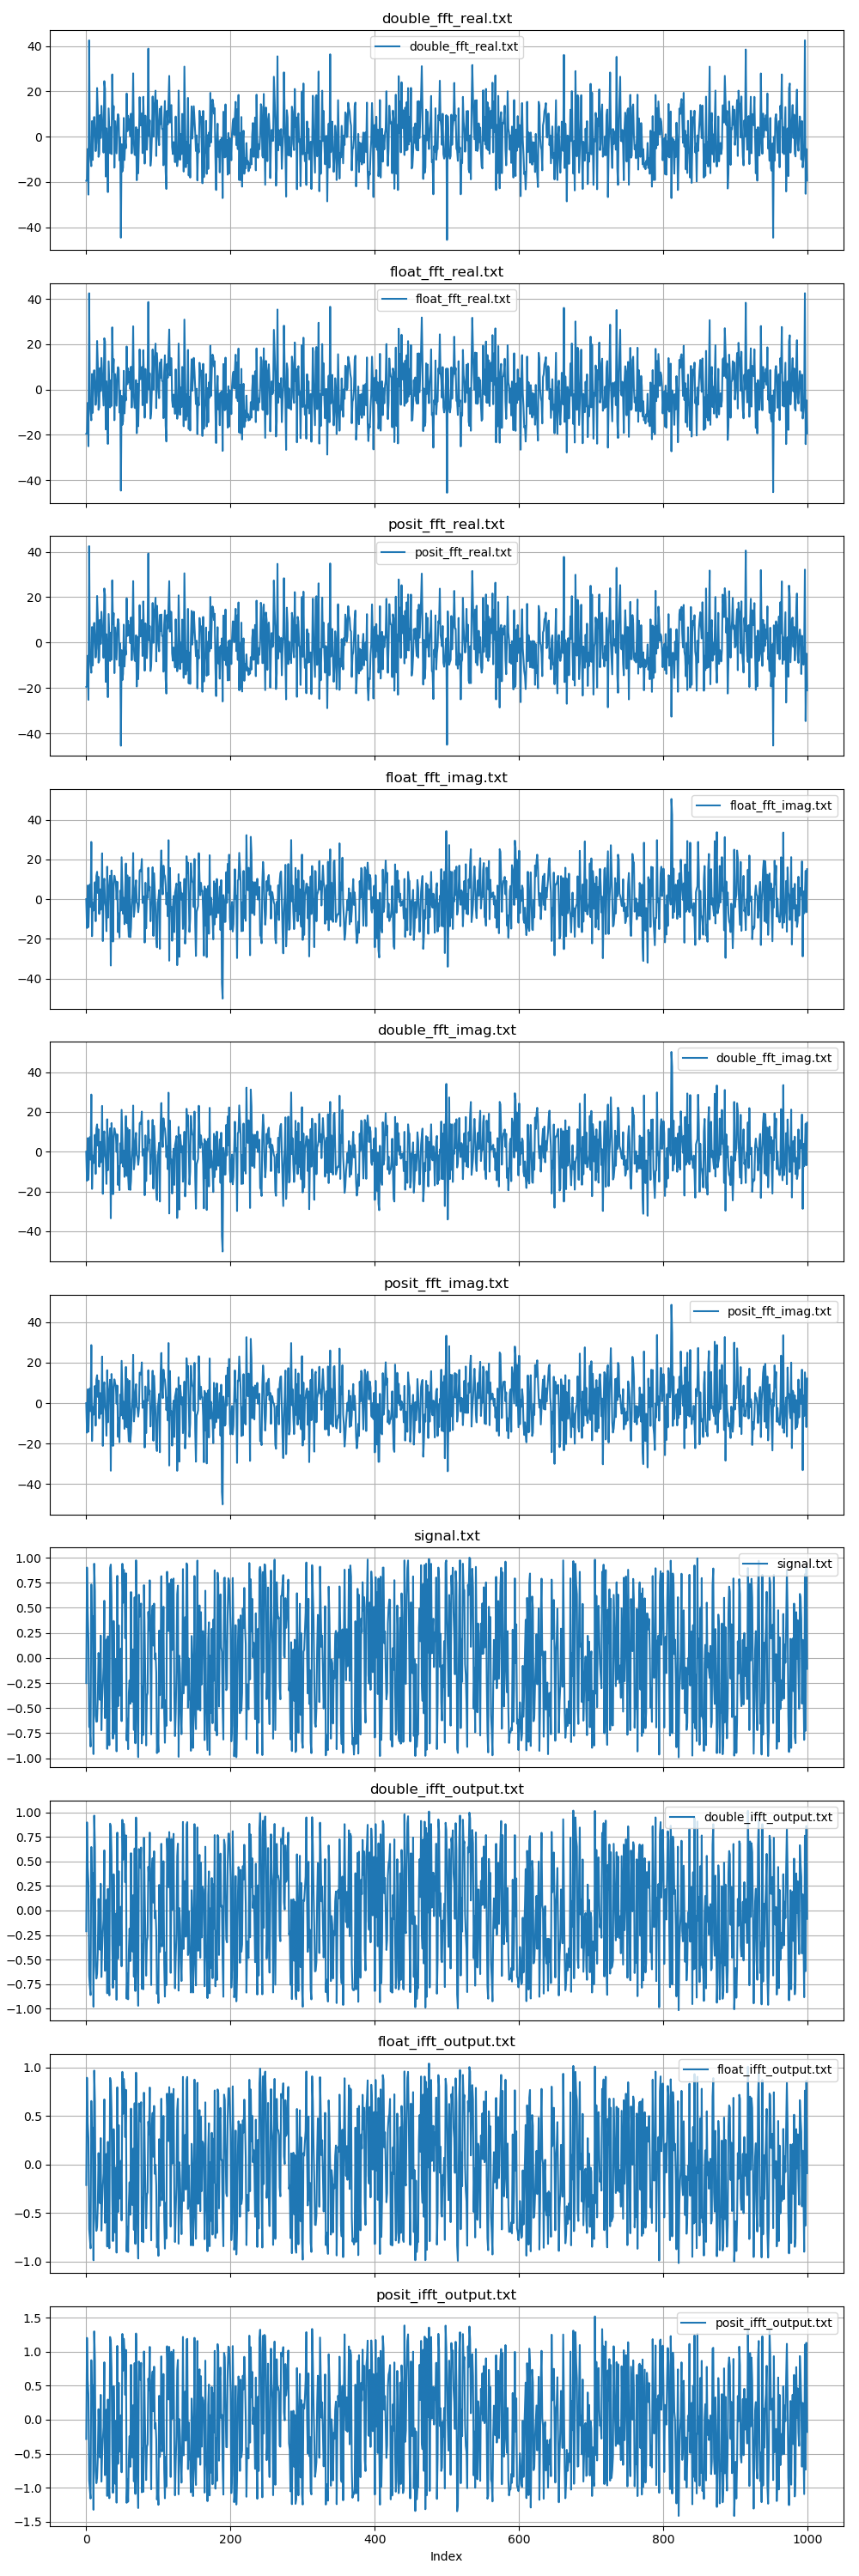 double_fft_real.txt
double_fft_real.txt
40
20
0
−20
−40
float_fft_real.txt
float_fft_real.txt
40
20
0
−20
−40
posit_fft_real.txt
posit_fft_real.txt
40
20
0
−20
−40
float_fft_imag.txt
float_fft_imag.txt
40
20
0
−20
−40
double_fft_imag.txt
double_fft_imag.txt
40
20
0
−20
−40
posit_fft_imag.txt
posit_fft_imag.txt
40
20
0
−20
−40
signal.txt
signal.txt
1.00
0.75
0.50
0.25
0.00
−0.25
−0.50
−0.75
−1.00
double_ifft_output.txt
double_ifft_output.txt
1.00
0.75
0.50
0.25
0.00
−0.25
−0.50
−0.75
−1.00
float_ifft_output.txt
float_ifft_output.txt
1.0
0.5
0.0
−0.5
−1.0
posit_ifft_output.txt
posit_ifft_output.txt
1.5
1.0
0.5
0.0
−0.5
−1.0
−1.5
0 200 400 600 800 1000
Index